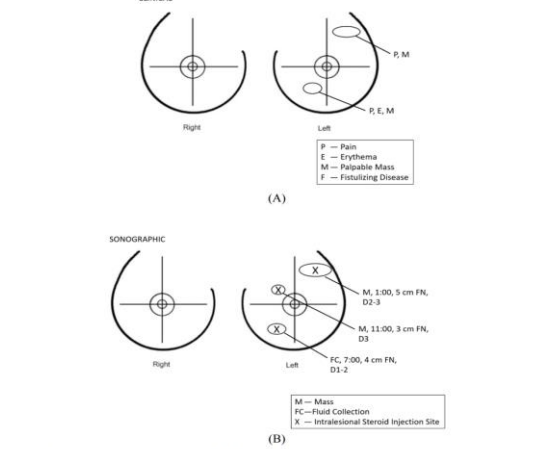 P, M
P, E, M
Right
Left
P — Pain
E — Erythema
M — Palpable Mass
F — Fistulizing Disease
(A)
SONOGRAPHIC
X
X
X
M, 1:00, 5 cm FN,
D2-3
M, 11:00, 3 cm FN,
D3
FC, 7:00, 4 cm FN,
D1-2
Right
Left
M — Mass
FC—Fluid Collection
X — Intralesional Steroid Injection Site
(B)